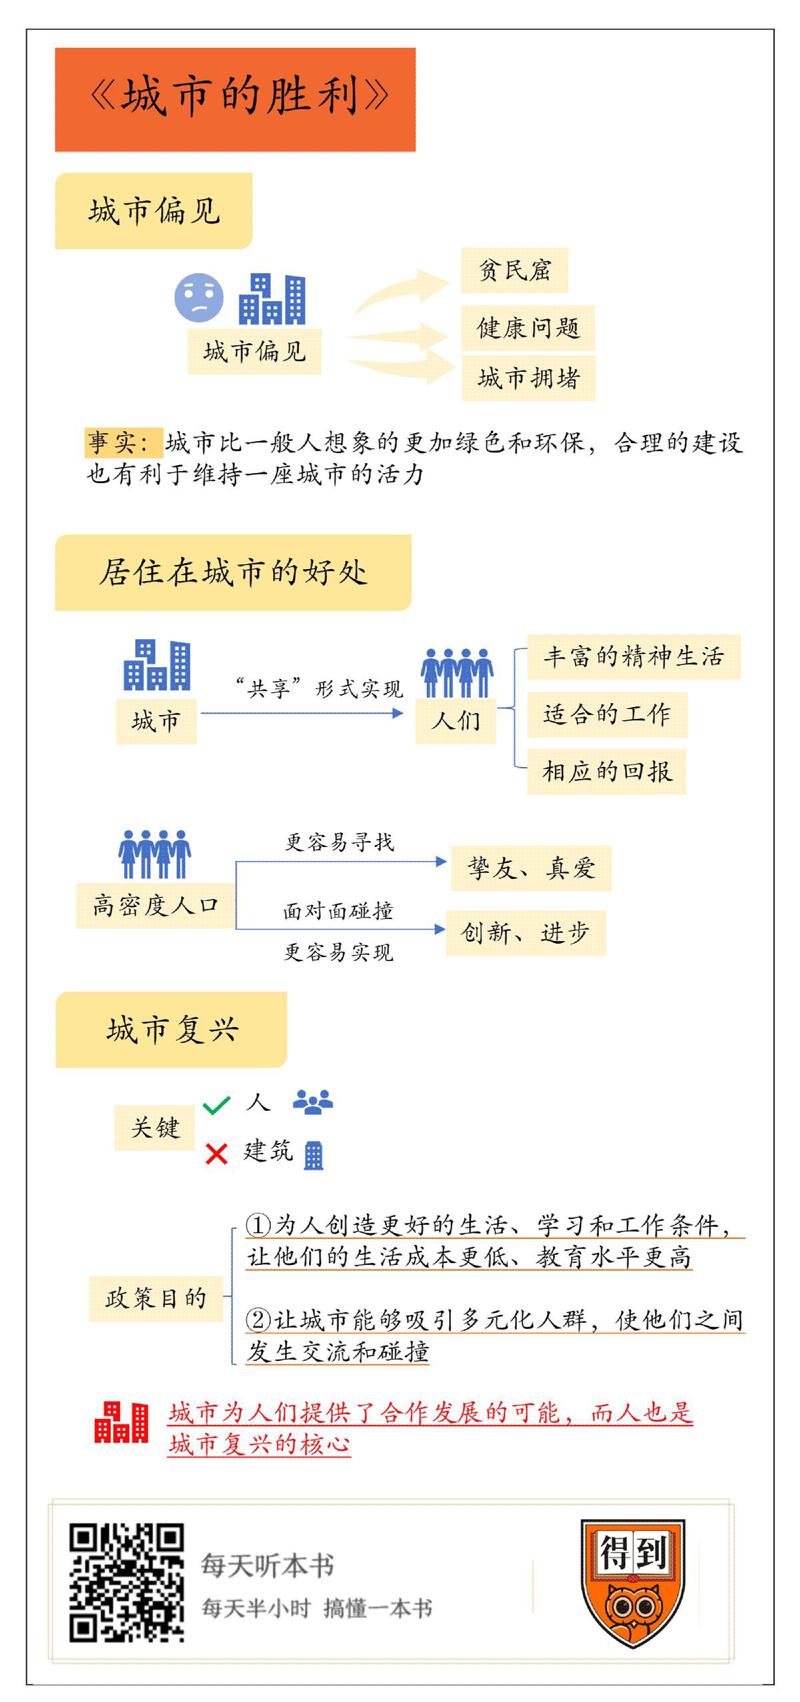 《城市的胜利》
城市偏见
城市偏见
贫民窟
健康问题
城市拥堵
事实：城市比一般人想象的更加绿色和环保，合理的建设
也有利于维持一座城市的活力
居住在城市的好处
城市
“共享”形式实现
人们
丰富的精神生活
适合的工作
相应的回报
高密度人口
更容易寻找
挚友、真爱
面对面碰撞
更容易实现
创新、进步
城市复兴
关键
人
建筑
政策目的
①为人创造更好的生活、学习和工作条件，
让他们的生活成本更低、教育水平更高
②让城市能够吸引多元化人群，使他们之间
发生交流和碰撞
城市为人们提供了合作发展的可能，而人也是
城市复兴的核心
每天听本书
每天半小时 搞懂一本书
得到